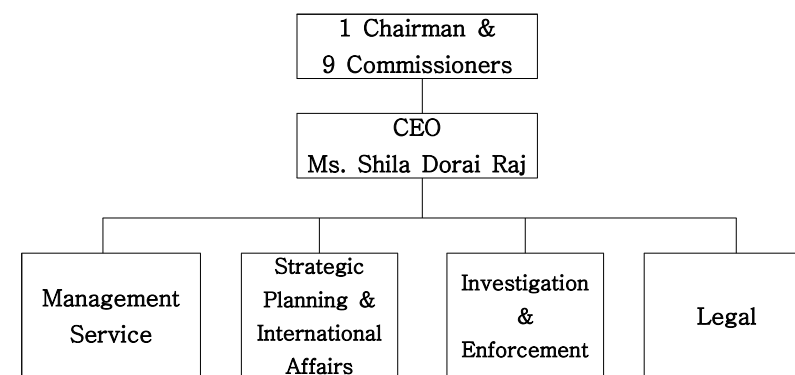 1 Chairman &
9 Commissioners
CEO
Ms. Shila Dorai Raj
Management
Service
Strategic
Planning &
International
Affairs
Investigation
&
Enforcement
Legal